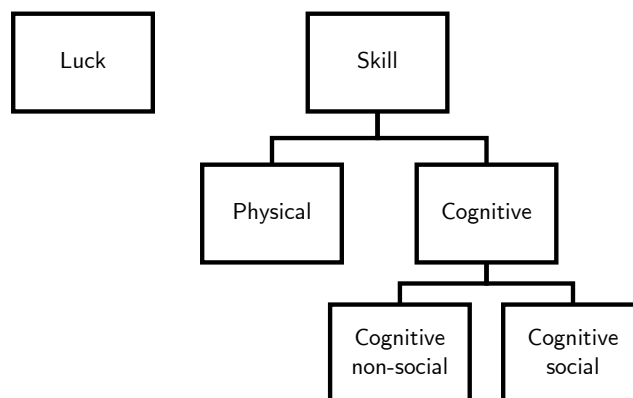 Luck
Skill
Physical
Cognitive
Cognitive
non-social
Cognitive
social